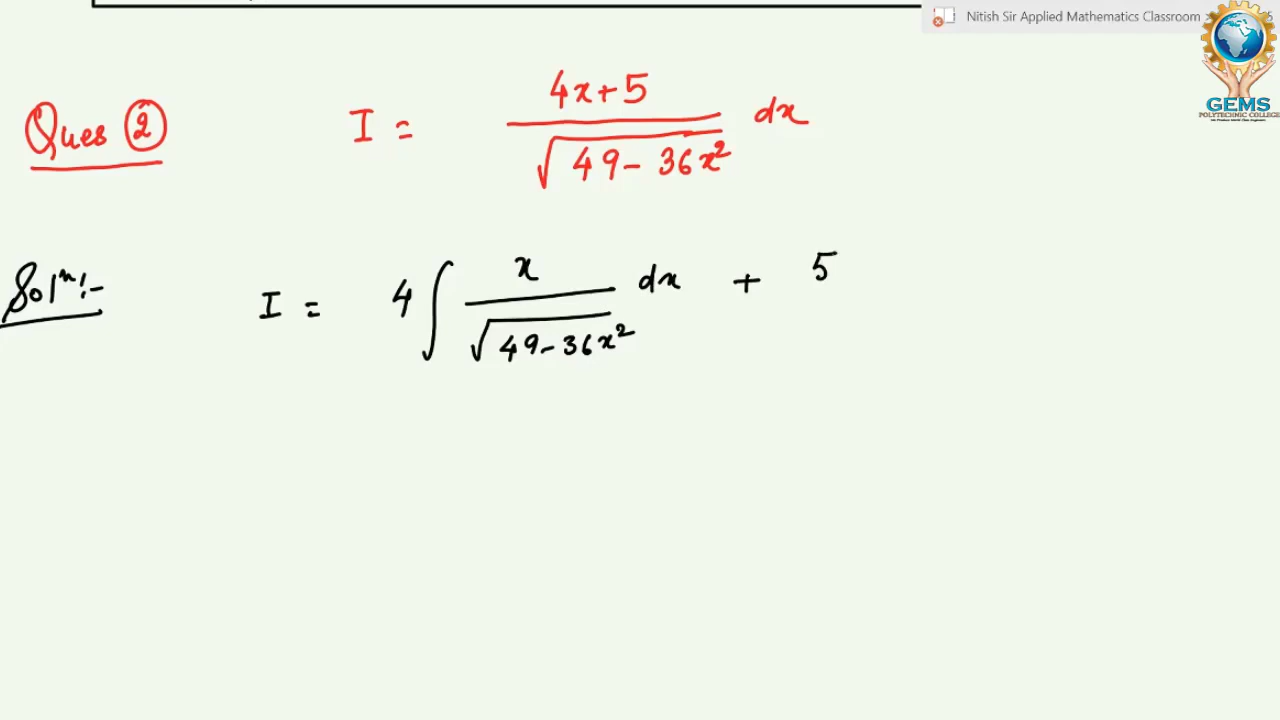 Nitish Sir Applied Mathematics Classroom
GEMS
POLYTECHNIC COLLEGE
Ques ② I = 4x+5 / √(49-36x²) dx
Solⁿ:- I = 4∫ x / √(49-36x²) dx + 5